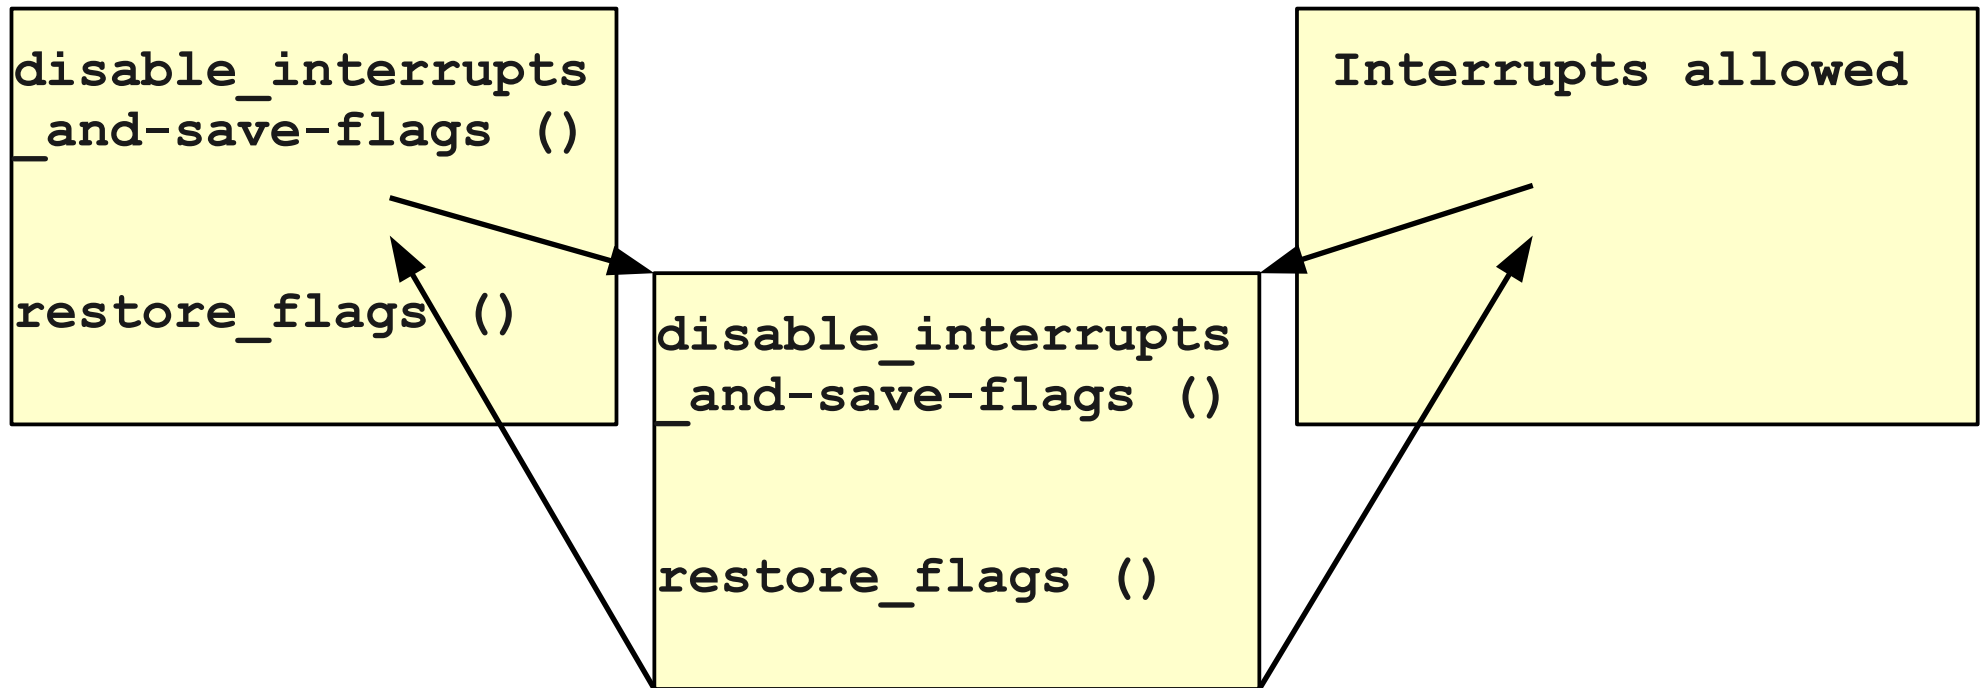 disable_interrupts
_and-save-flags ()
restore_flags ()
Interrupts allowed
disable_interrupts
_and-save-flags ()
restore_flags ()